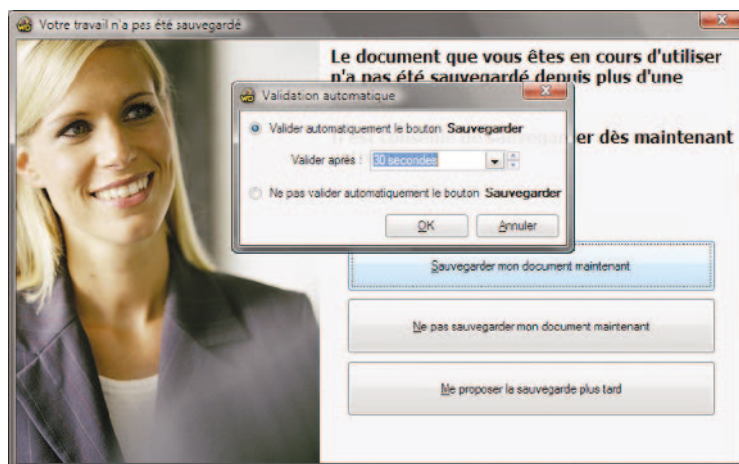 Votre travail n'a pas été sauvegardé
Le document que vous êtes en cours d'utiliser
n'a pas été sauvegardé depuis plus d'une
er dès maintenant
Validation automatique
Valider automatiquement le bouton Sauvegarder
Valider après : 30 secondes
Ne pas valider automatiquement le bouton Sauvegarder
OK Annuler
Sauvegarder mon document maintenant
Ne pas sauvegarder mon document maintenant
Me proposer la sauvegarde plus tard